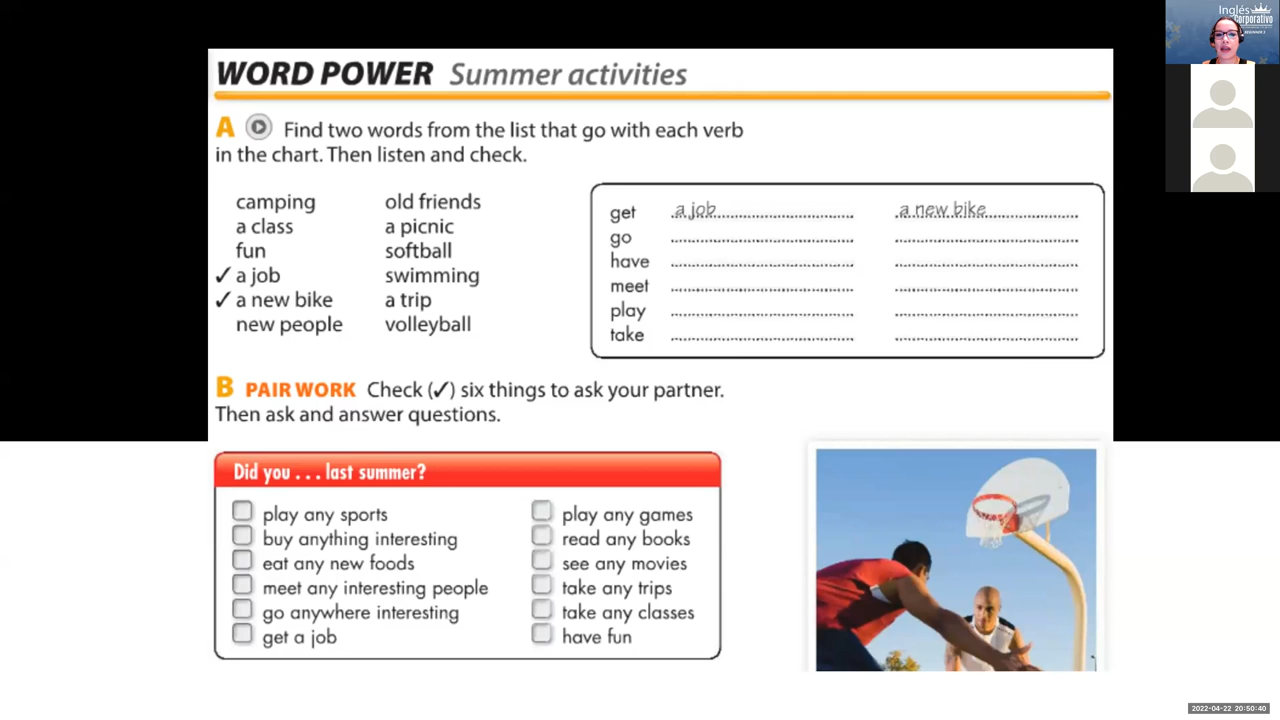 Inglés
Corporativo
BEGINNER 2
WORD POWER Summer activities
A Find two words from the list that go with each verb
in the chart. Then listen and check.
camping
a class
fun
✓ a job
✓ a new bike
new people
old friends
a picnic
softball
swimming
a trip
volleyball
get a job a new bike
go
have
meet
play
take
B PAIR WORK Check (✓) six things to ask your partner.
Then ask and answer questions.
Did you . . . last summer?
play any sports
buy anything interesting
eat any new foods
meet any interesting people
go anywhere interesting
get a job
play any games
read any books
see any movies
take any trips
take any classes
have fun
2022-04-22 20:50:40